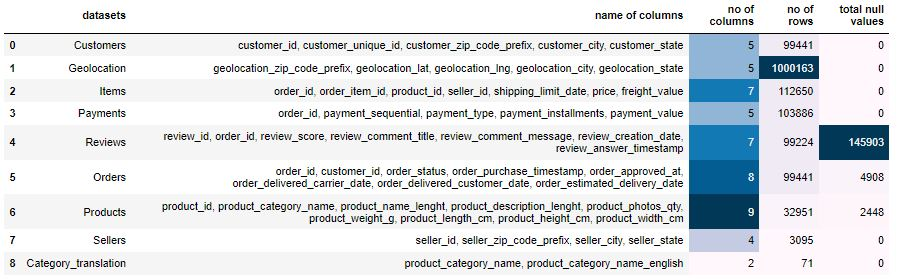 datasets name of columns no of columns no of rows total null values
0 Customers customer_id, customer_unique_id, customer_zip_code_prefix, customer_city, customer_state 5 99441 0
1 Geolocation geolocation_zip_code_prefix, geolocation_lat, geolocation_lng, geolocation_city, geolocation_state 5 1000163 0
2 Items order_id, order_item_id, product_id, seller_id, shipping_limit_date, price, freight_value 7 112650 0
3 Payments order_id, payment_sequential, payment_type, payment_installments, payment_value 5 103886 0
4 Reviews review_id, order_id, review_score, review_comment_title, review_comment_message, review_creation_date,
review_answer_timestamp 7 99224 145903
5 Orders order_id, customer_id, order_status, order_purchase_timestamp, order_approved_at,
order_delivered_carrier_date, order_delivered_customer_date, order_estimated_delivery_date 8 99441 4908
6 Products product_id, product_category_name, product_name_lenght, product_description_lenght, product_photos_qty,
product_weight_g, product_length_cm, product_height_cm, product_width_cm 9 32951 2448
7 Sellers seller_id, seller_zip_code_prefix, seller_city, seller_state 4 3095 0
8 Category_translation product_category_name, product_category_name_english 2 71 0